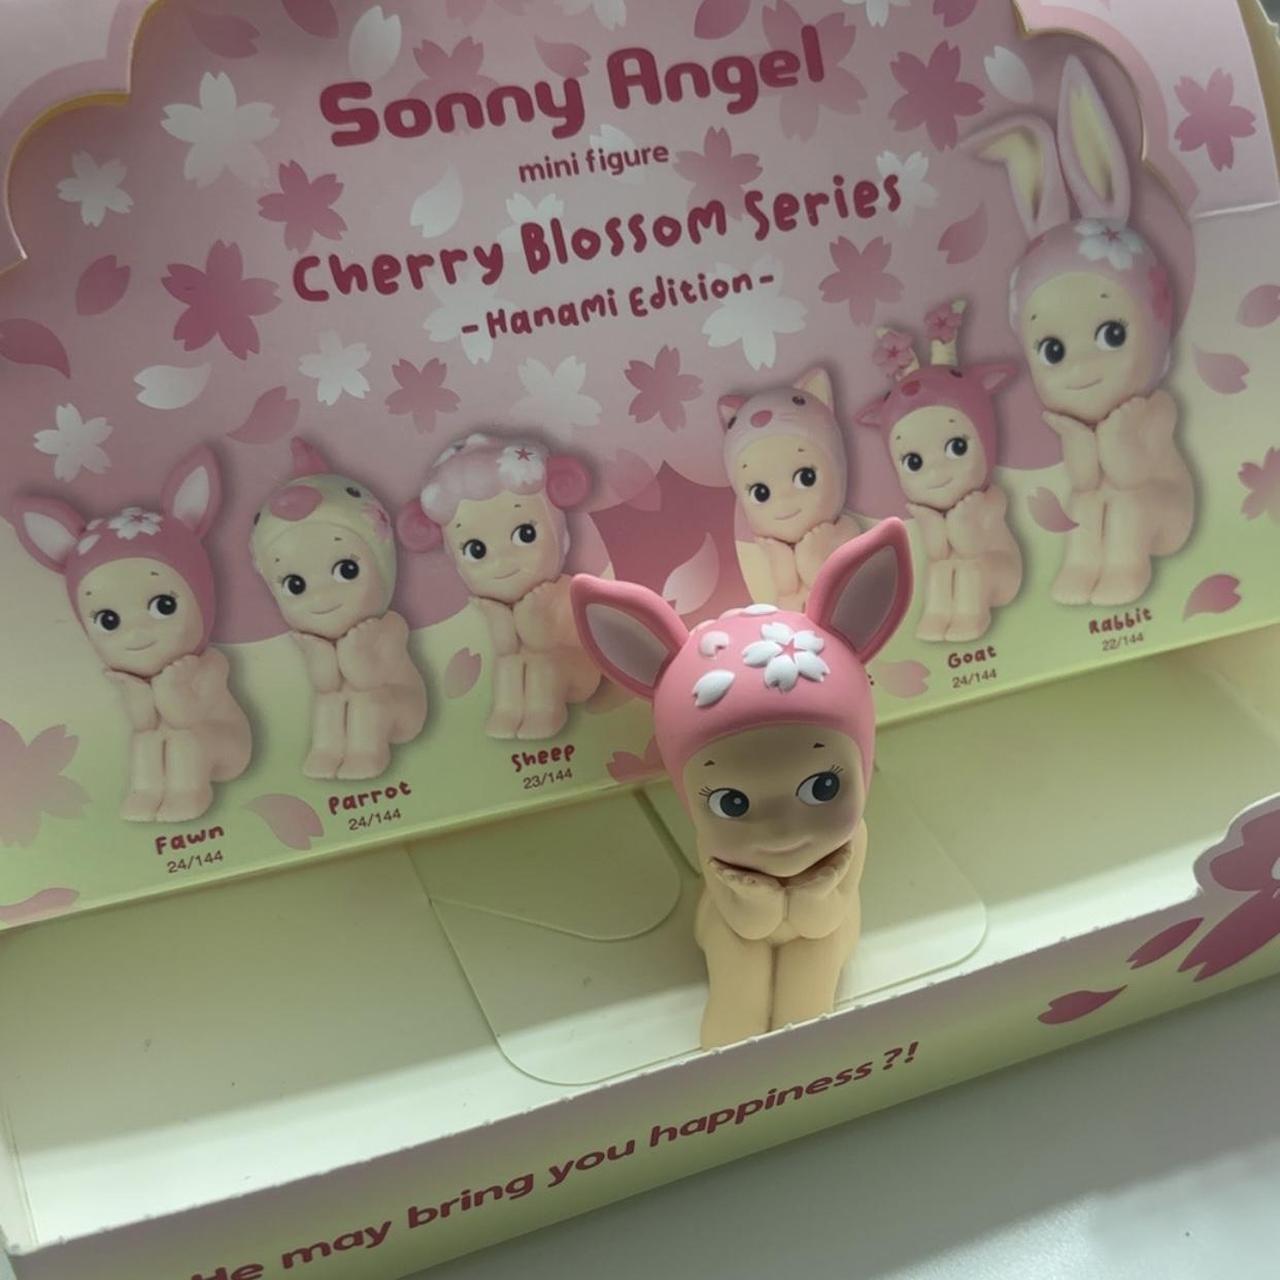 Sonny Angel
mini figure
Cherry Blossom Series
-Hanami Edition-
Fawn
24/144
Parrot
24/144
Sheep
23/144
Goat
24/144
Rabbit
22/144
He may bring you happiness?!